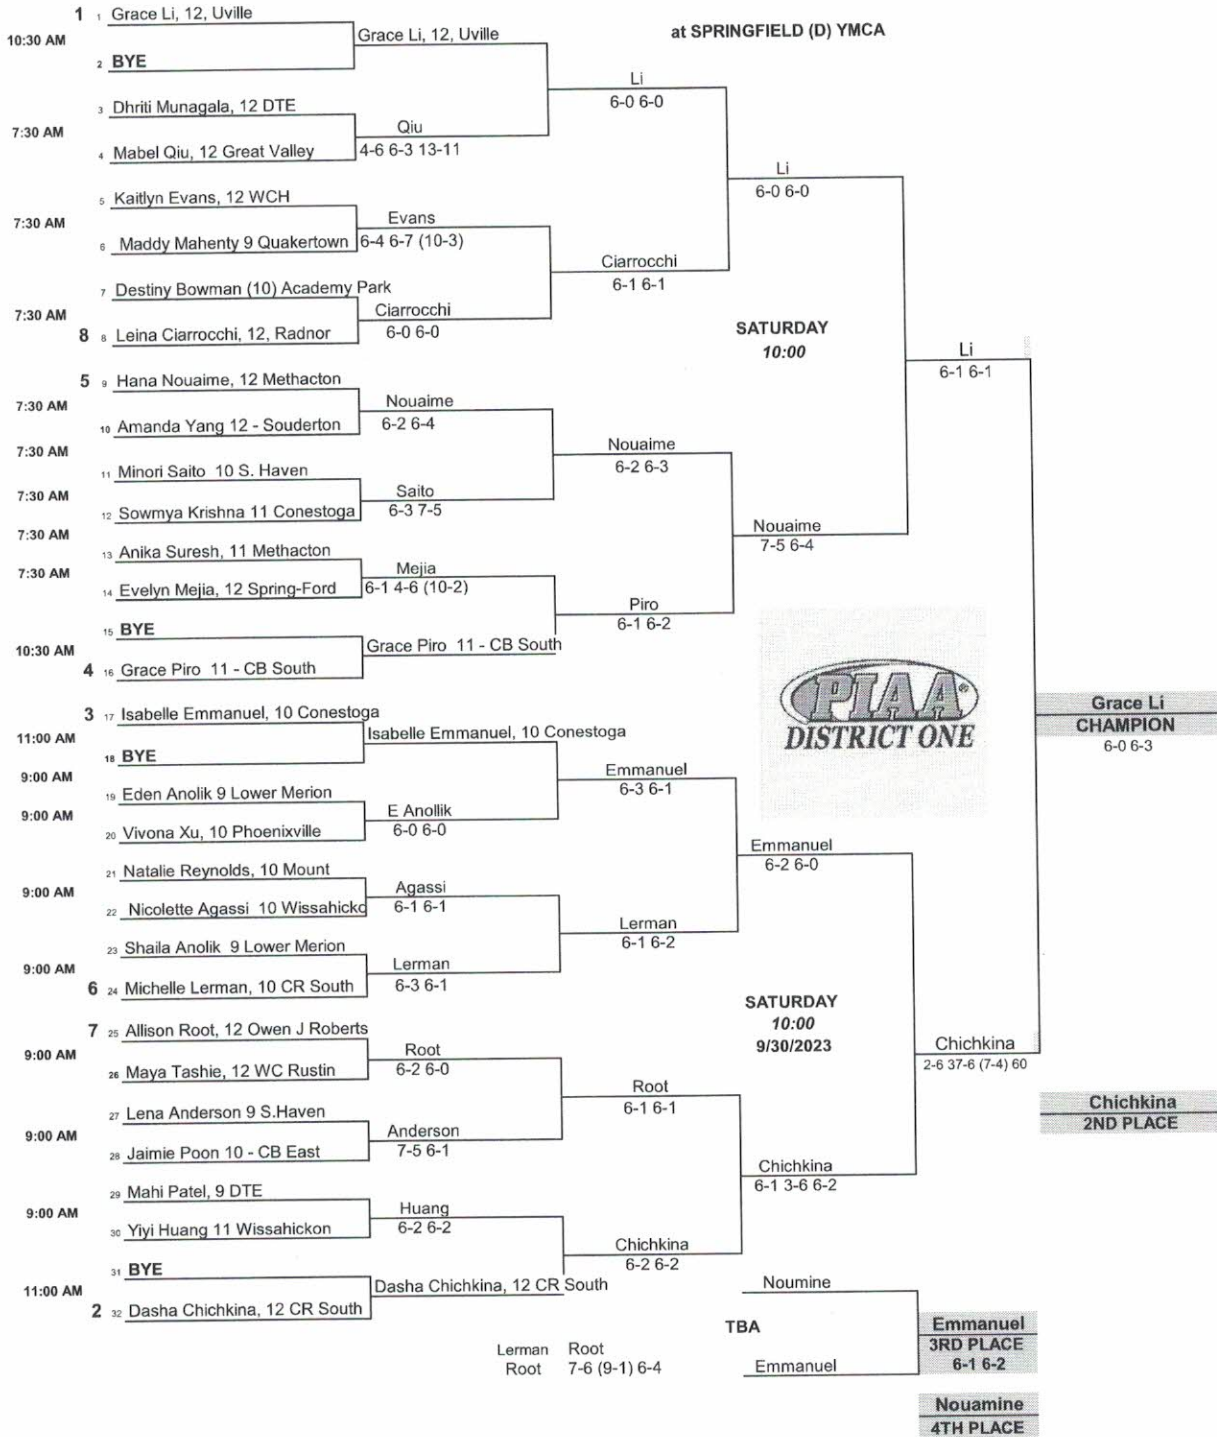 at SPRINGFIELD (D) YMCA
1 1 Grace Li, 12, Uville
10:30 AM
Grace Li, 12, Uville
2 BYE
Li
6-0 6-0
3 Dhriti Munagala, 12 DTE
7:30 AM
Qiu
4-6 6-3 13-11
4 Mabel Qiu, 12 Great Valley
Li
6-0 6-0
5 Kaitlyn Evans, 12 WCH
7:30 AM
Evans
6-4 6-7 (10-3)
6 Maddy Mahenty 9 Quakertown
Ciarrocchi
6-1 6-1
7 Destiny Bowman (10) Academy Park
7:30 AM
Ciarrocchi
6-0 6-0
8 8 Leina Ciarrocchi, 12, Radnor
SATURDAY
10:00
Li
6-1 6-1
5 9 Hana Nouaime, 12 Methacton
7:30 AM
Nouaime
6-2 6-4
10 Amanda Yang 12 - Souderton
7:30 AM
Nouaime
6-2 6-3
11 Minori Saito 10 S. Haven
7:30 AM
Saito
6-3 7-5
12 Sowmya Krishna 11 Conestoga
7:30 AM
Nouaime
7-5 6-4
13 Anika Suresh, 11 Methacton
7:30 AM
Mejia
6-1 4-6 (10-2)
14 Evelyn Mejia, 12 Spring-Ford
Piro
6-1 6-2
15 BYE
10:30 AM
Grace Piro 11 - CB South
4 16 Grace Piro 11 - CB South
PIAA®
DISTRICT ONE
Grace Li
CHAMPION
6-0 6-3
3 17 Isabelle Emmanuel, 10 Conestoga
11:00 AM
Isabelle Emmanuel, 10 Conestoga
18 BYE
9:00 AM
Emmanuel
6-3 6-1
19 Eden Anolik 9 Lower Merion
9:00 AM
E Anollik
6-0 6-0
20 Vivona Xu, 10 Phoenixville
Emmanuel
6-2 6-0
21 Natalie Reynolds, 10 Mount
9:00 AM
Agassi
6-1 6-1
22 Nicolette Agassi 10 Wissahickc
Lerman
6-1 6-2
23 Shaila Anolik 9 Lower Merion
9:00 AM
Lerman
6-3 6-1
6 24 Michelle Lerman, 10 CR South
SATURDAY
10:00
9/30/2023
7 25 Allison Root, 12 Owen J Roberts
9:00 AM
Root
6-2 6-0
Chichkina
2-6 37-6 (7-4) 60
26 Maya Tashie, 12 WC Rustin
Root
6-1 6-1
Chichkina
2ND PLACE
27 Lena Anderson 9 S.Haven
9:00 AM
Anderson
7-5 6-1
28 Jaimie Poon 10 - CB East
Chichkina
6-1 3-6 6-2
29 Mahi Patel, 9 DTE
9:00 AM
Huang
6-2 6-2
30 Yiyi Huang 11 Wissahickon
Chichkina
6-2 6-2
31 BYE
11:00 AM
Dasha Chichkina, 12 CR South
2 32 Dasha Chichkina, 12 CR South
Noumine
TBA
Emmanuel
3RD PLACE
6-1 6-2
Lerman Root
Root 7-6 (9-1) 6-4
Emmanuel
Nouamine
4TH PLACE